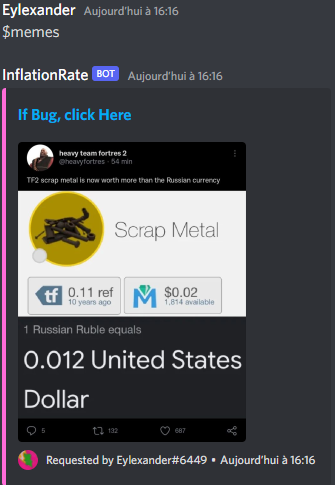 Eylexander Aujourd'hui à 16:16
$memes
InflationRate BOT Aujourd'hui à 16:16
If Bug, click Here
heavy team fortres 2
@heavyfortres · 54 min
TF2 scrap metal is now worth more than the Russian currency
Scrap Metal
tf 0.11 ref
10 years ago
M $0.02
1,814 available
1 Russian Ruble equals
0.012 United States
Dollar
5 132 687
Requested by Eylexander#6449 • Aujourd'hui à 16:16